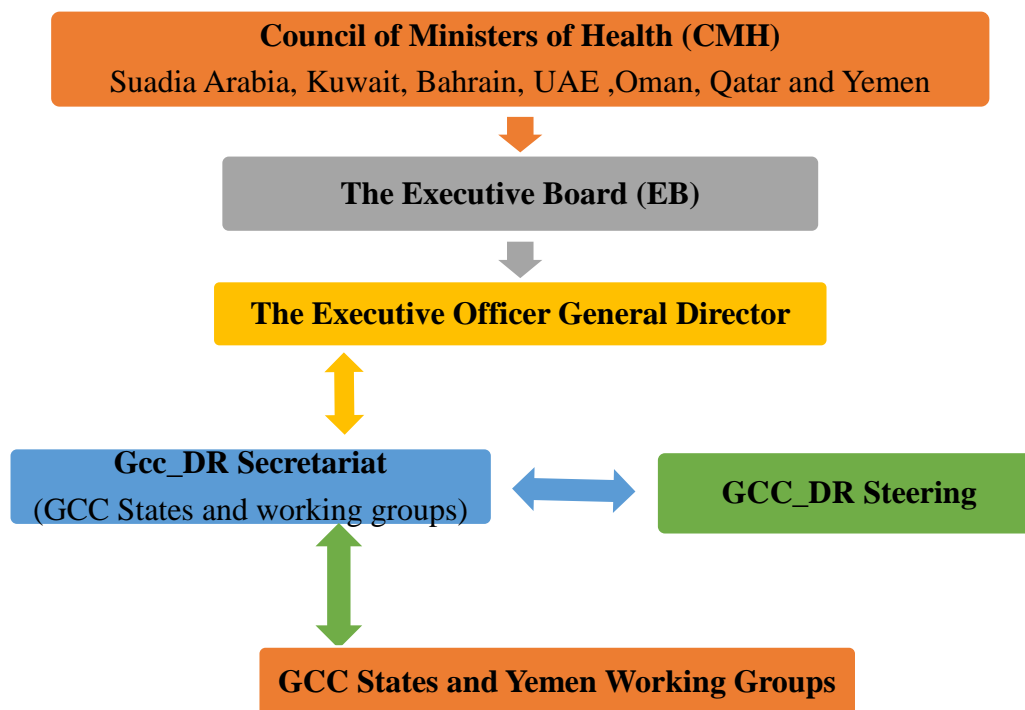 Council of Ministers of Health (CMH)
Suadia Arabia, Kuwait, Bahrain, UAE ,Oman, Qatar and Yemen
The Executive Board (EB)
The Executive Officer General Director
Gcc_DR Secretariat
(GCC States and working groups)
GCC_DR Steering
GCC States and Yemen Working Groups